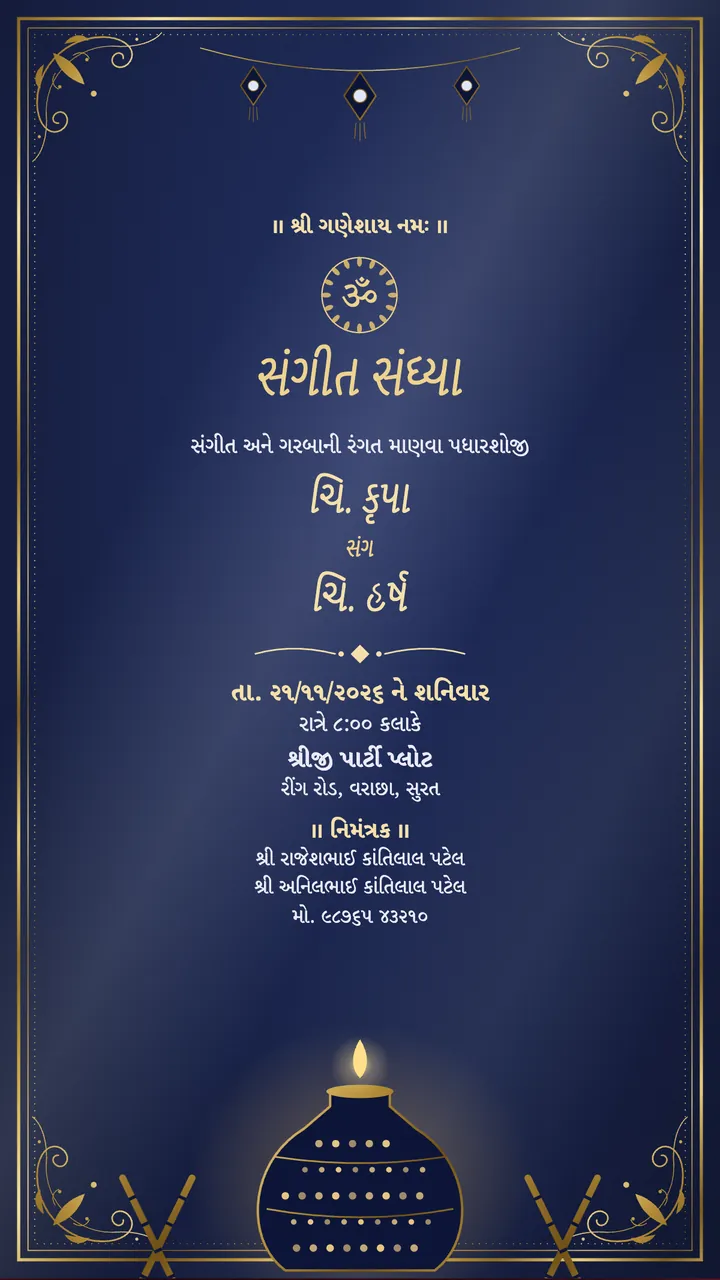 ॥ શ્રી ગણેશાય નમઃ ॥
ૐ
સંગીત સંધ્યા
સંગીત અને ગરબાની રંગત માણવા પધારશોજી
ચિ. કૃપા
સંગ
ચિ. હર્ષ
તા. ૨૧/૧૧/૨૦૨૬ ને શનિવાર
રાત્રે ૮:૦૦ કલાકે
શ્રીજી પાર્ટી પ્લોટ
રીંગ રોડ, વરાછા, સુરત
॥ નિમંત્રક ॥
શ્રી રાજેશભાઈ કાંતિલાલ પટેલ
શ્રી અનિલભાઈ કાંતિલાલ પટેલ
મો. ૯૮૭૬૫ ૪૩૨૧૦